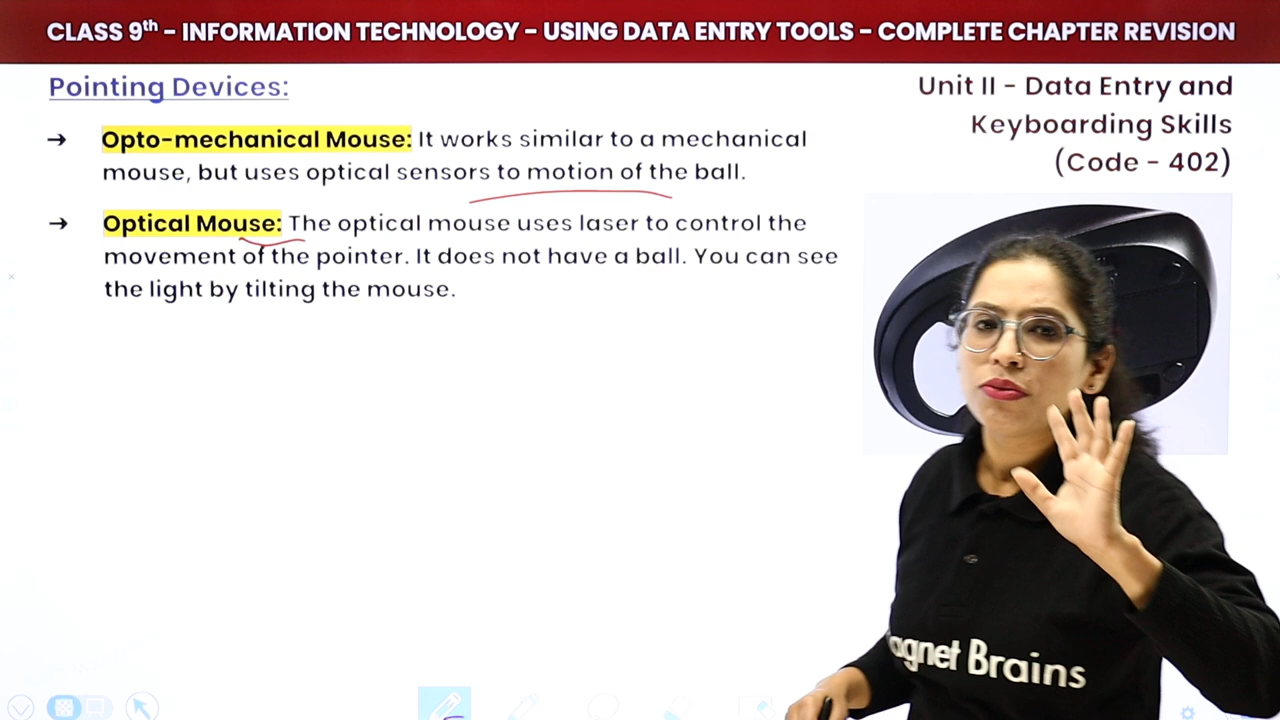 CLASS 9th - INFORMATION TECHNOLOGY - USING DATA ENTRY TOOLS - COMPLETE CHAPTER REVISION
Pointing Devices:
Unit II - Data Entry and
Keyboarding Skills
(Code - 402)
→ Opto-mechanical Mouse: It works similar to a mechanical
mouse, but uses optical sensors to motion of the ball.
→ Optical Mouse: The optical mouse uses laser to control the
movement of the pointer. It does not have a ball. You can see
the light by tilting the mouse.
agnet Brains